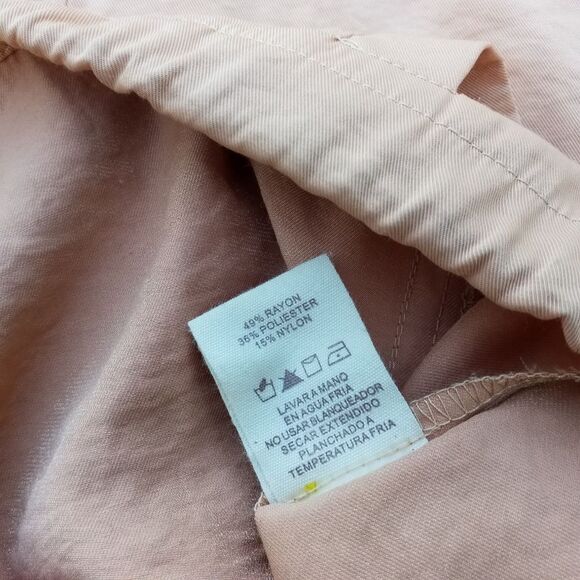 49% RAYON
36% POLIESTER
15% NYLON
LAVAR A MANO
EN AGUA FRIA
NO USAR BLANQUEADOR
SECAR EXTENDIDO
PLANCHADO A
TEMPERATURA FRIA